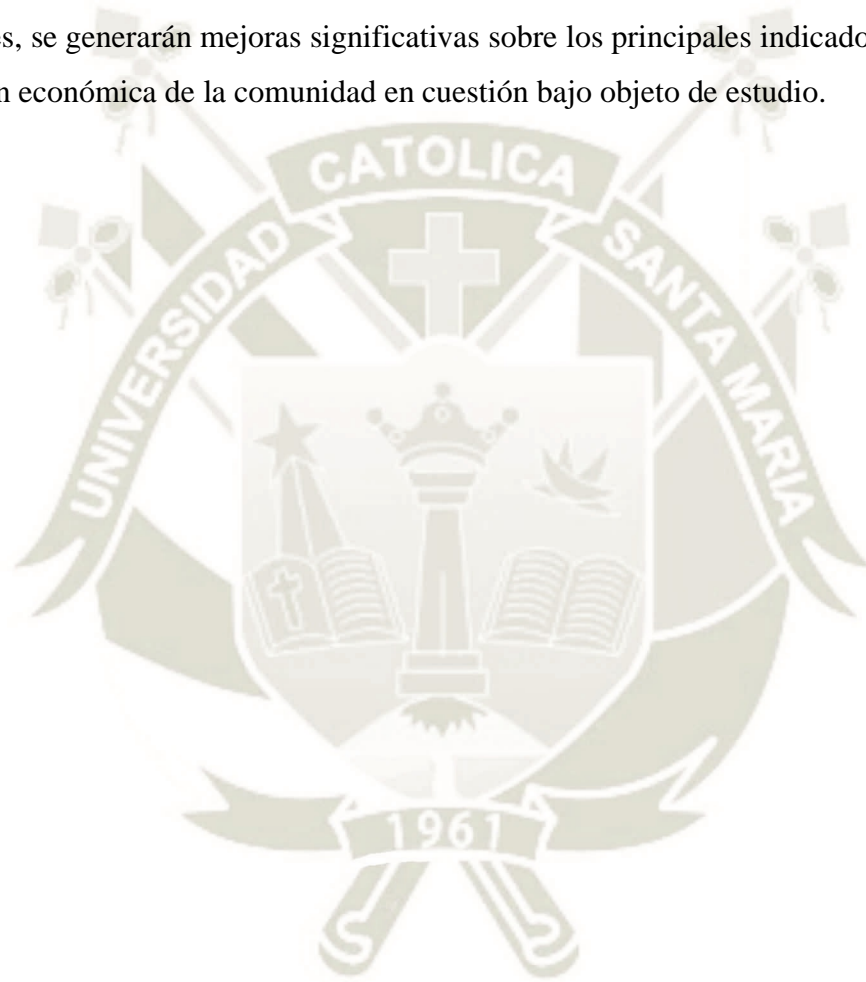 es, se generarán mejoras significativas sobre los principales indicado
n económica de la comunidad en cuestión bajo objeto de estudio.
CATOLICA
UNIVERSIDAD
SANTA MARIA
1961